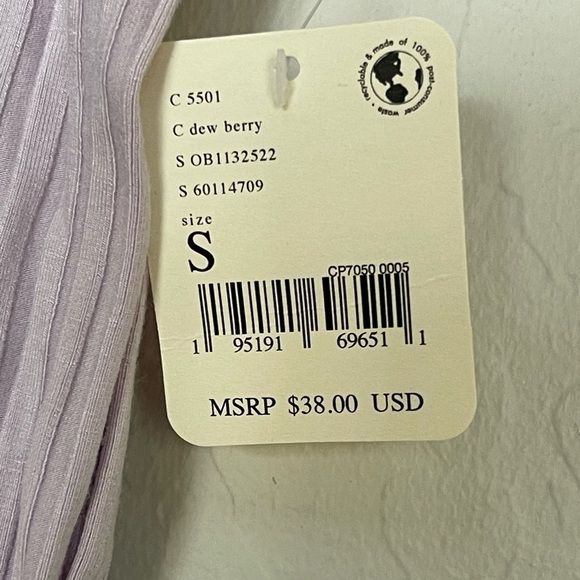 recyclable & made of 100% post-consumer waste •
C 5501
C dew berry
S OB1132522
S 60114709
size
S
CP7050 0005
1 95191 69651 1
MSRP $38.00 USD